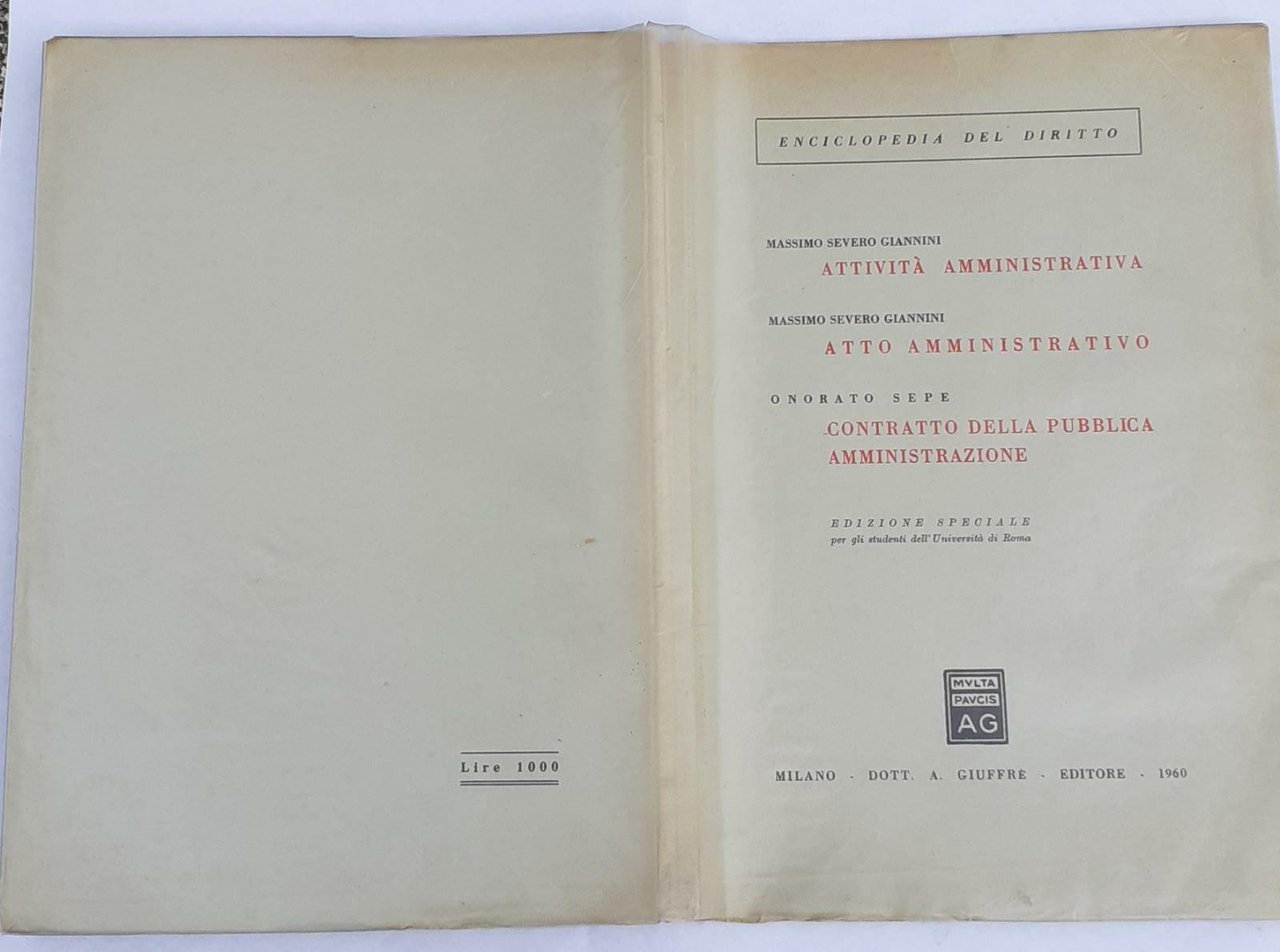 Lire 1000
ENCICLOPEDIA DEL DIRITTO
MASSIMO SEVERO GIANNINI
ATTIVITÀ AMMINISTRATIVA
MASSIMO SEVERO GIANNINI
ATTO AMMINISTRATIVO
ONORATO SEPE
CONTRATTO DELLA PUBBLICA
AMMINISTRAZIONE
EDIZIONE SPECIALE
per gli studenti dell'Università di Roma
MVLTA
PAVCIS
AG
MILANO - DOTT. A. GIUFFRÈ - EDITORE - 1960